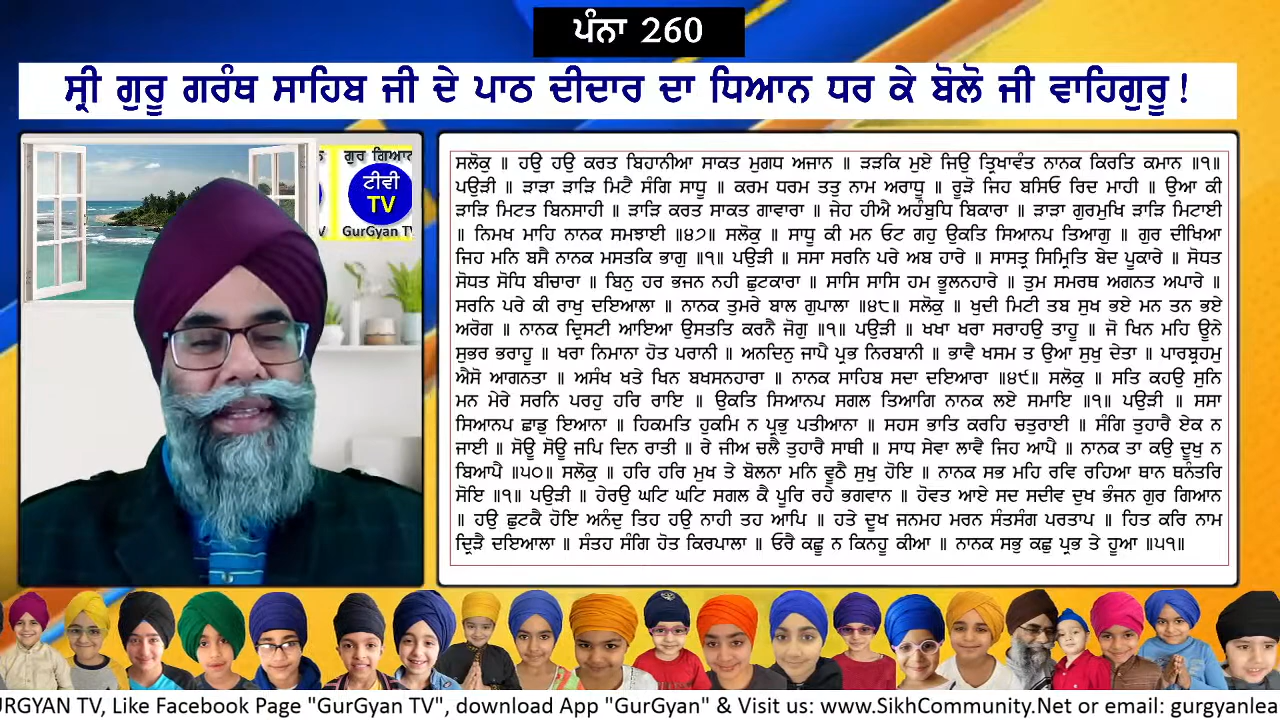 ਪੰਨਾ 260
ਸ੍ਰੀ ਗੁਰੂ ਗਰੰਥ ਸਾਹਿਬ ਜੀ ਦੇ ਪਾਠ ਦੀਦਾਰ ਦਾ ਧਿਆਨ ਧਰ ਕੇ ਬੋਲੋ ਜੀ ਵਾਹਿਗੁਰੂ!
ਗੁਰ ਗਿਆਨ
ਟੀਵੀ
TV
GurGyan TV
ਸਲੋਕੁ ॥ ਹਉ ਹਉ ਕਰਤ ਬਿਹਾਨੀਆ ਸਾਕਤ ਮੁਗਧ ਅਜਾਨ ॥ ੜੜਕਿ ਮੁਏ ਜਿਉ ਤ੍ਰਿਖਾਵੰਤ ਨਾਨਕ ਕਿਰਤਿ ਕਮਾਨ ॥੧॥
ਪਉੜੀ ॥ ੜਾੜਾ ੜਾੜਿ ਮਿਟੈ ਸੰਗਿ ਸਾਧੂ ॥ ਕਰਮ ਧਰਮ ਤਤੁ ਨਾਮ ਅਰਾਧੂ ॥ ਰੂੜੋ ਜਿਹ ਬਸਿਓ ਰਿਦ ਮਾਹੀ ॥ ਉਆ ਕੀ
ੜਾੜਿ ਮਿਟਤ ਬਿਨਸਾਹੀ ॥ ੜਾੜਿ ਕਰਤ ਸਾਕਤ ਗਾਵਾਰਾ ॥ ਜੇਹ ਹੀਐ ਅਹੰਬੁਧਿ ਬਿਕਾਰਾ ॥ ੜਾੜਾ ਗੁਰਮੁਖਿ ੜਾੜਿ ਮਿਟਾਈ
॥ ਨਿਮਖ ਮਾਹਿ ਨਾਨਕ ਸਮਝਾਈ ॥੪੭॥ ਸਲੋਕੁ ॥ ਸਾਧੂ ਕੀ ਮਨ ਓਟ ਗਹੁ ਉਕਤਿ ਸਿਆਨਪ ਤਿਆਗੁ ॥ ਗੁਰ ਦੀਖਿਆ
ਜਿਹ ਮਨਿ ਬਸੈ ਨਾਨਕ ਮਸਤਕਿ ਭਾਗੁ ॥੧॥ ਪਉੜੀ ॥ ਸਸਾ ਸਰਨਿ ਪਰੇ ਅਬ ਹਾਰੇ ॥ ਸਾਸਤ੍ਰ ਸਿਮ੍ਰਿਤਿ ਬੇਦ ਪੂਕਾਰੇ ॥ ਸੋਧਤ
ਸੋਧਤ ਸੋਧਿ ਬੀਚਾਰਾ ॥ ਬਿਨੁ ਹਰ ਭਜਨ ਨਹੀ ਛੁਟਕਾਰਾ ॥ ਸਾਸਿ ਸਾਸਿ ਹਮ ਭੂਲਨਹਾਰੇ ॥ ਤੁਮ ਸਮਰਥ ਅਗਨਤ ਅਪਾਰੇ ॥
ਸਰਨਿ ਪਰੇ ਕੀ ਰਾਖੁ ਦਇਆਲਾ ॥ ਨਾਨਕ ਤੁਮਰੇ ਬਾਲ ਗੁਪਾਲਾ ॥੪੮॥ ਸਲੋਕੁ ॥ ਖੁਦੀ ਮਿਟੀ ਤਬ ਸੁਖ ਭਏ ਮਨ ਤਨ ਭਏ
ਅਰੋਗ ॥ ਨਾਨਕ ਦ੍ਰਿਸਟੀ ਆਇਆ ਉਸਤਤਿ ਕਰਨੈ ਜੋਗੁ ॥੧॥ ਪਉੜੀ ॥ ਖਖਾ ਖਰਾ ਸਰਾਹਉ ਤਾਹੂ ॥ ਜੋ ਖਿਨ ਮਹਿ ਊਨੇ
ਸੁਭਰ ਭਰਾਹੂ ॥ ਖਰਾ ਨਿਮਾਨਾ ਹੋਤ ਪਰਾਨੀ ॥ ਅਨਦਿਨੁ ਜਾਪੈ ਪ੍ਰਭ ਨਿਰਬਾਨੀ ॥ ਭਾਵੈ ਖਸਮ ਤ ਉਆ ਸੁਖੁ ਦੇਤਾ ॥ ਪਾਰਬ੍ਰਹਮੁ
ਐਸੋ ਆਗਨਤਾ ॥ ਅਸੰਖ ਖਤੇ ਖਿਨ ਬਖਸਨਹਾਰਾ ॥ ਨਾਨਕ ਸਾਹਿਬ ਸਦਾ ਦਇਆਰਾ ॥੪੯॥ ਸਲੋਕੁ ॥ ਸਤਿ ਕਹਉ ਸੁਨਿ
ਮਨ ਮੇਰੇ ਸਰਨਿ ਪਰਹੁ ਹਰਿ ਰਾਇ ॥ ਉਕਤਿ ਸਿਆਨਪ ਸਗਲ ਤਿਆਗਿ ਨਾਨਕ ਲਏ ਸਮਾਇ ॥੧॥ ਪਉੜੀ ॥ ਸਸਾ
ਸਿਆਨਪ ਛਾਡੁ ਇਆਨਾ ॥ ਹਿਕਮਤਿ ਹੁਕਮਿ ਨ ਪ੍ਰਭੁ ਪਤੀਆਨਾ ॥ ਸਹਸ ਭਾਤਿ ਕਰਹਿ ਚਤੁਰਾਈ ॥ ਸੰਗਿ ਤੁਹਾਰੈ ਏਕ ਨ
ਜਾਈ ॥ ਸੋਊ ਸੋਊ ਜਪਿ ਦਿਨ ਰਾਤੀ ॥ ਰੇ ਜੀਅ ਚਲੈ ਤੁਹਾਰੈ ਸਾਥੀ ॥ ਸਾਧ ਸੇਵਾ ਲਾਵੈ ਜਿਹ ਆਪੈ ॥ ਨਾਨਕ ਤਾ ਕਉ ਦੂਖੁ ਨ
ਬਿਆਪੈ ॥੫੦॥ ਸਲੋਕੁ ॥ ਹਰਿ ਹਰਿ ਮੁਖ ਤੇ ਬੋਲਨਾ ਮਨਿ ਵੂਠੈ ਸੁਖੁ ਹੋਇ ॥ ਨਾਨਕ ਸਭ ਮਹਿ ਰਵਿ ਰਹਿਆ ਥਾਨ ਥਨੰਤਰਿ
ਸੋਇ ॥੧॥ ਪਉੜੀ ॥ ਹੇਰਉ ਘਟਿ ਘਟਿ ਸਗਲ ਕੈ ਪੂਰਿ ਰਹੇ ਭਗਵਾਨ ॥ ਹੋਵਤ ਆਏ ਸਦ ਸਦੀਵ ਦੁਖ ਭੰਜਨ ਗੁਰ ਗਿਆਨ
॥ ਹਉ ਛੁਟਕੈ ਹੋਇ ਅਨੰਦੁ ਤਿਹ ਹਉ ਨਾਹੀ ਤਹ ਆਪਿ ॥ ਹਤੇ ਦੂਖ ਜਨਮਹ ਮਰਨ ਸੰਤਸੰਗ ਪਰਤਾਪ ॥ ਹਿਤ ਕਰਿ ਨਾਮ
ਦ੍ਰਿੜੈ ਦਇਆਲਾ ॥ ਸੰਤਹ ਸੰਗਿ ਹੋਤ ਕਿਰਪਾਲਾ ॥ ਓਰੈ ਕਛੂ ਨ ਕਿਨਹੂ ਕੀਆ ॥ ਨਾਨਕ ਸਭੁ ਕਛੁ ਪ੍ਰਭ ਤੇ ਹੂਆ ॥੫੧॥
URGYAN TV, Like Facebook Page "GurGyan TV", download App "GurGyan" & Visit us: www.SikhCommunity.Net or email: gurgyanlea